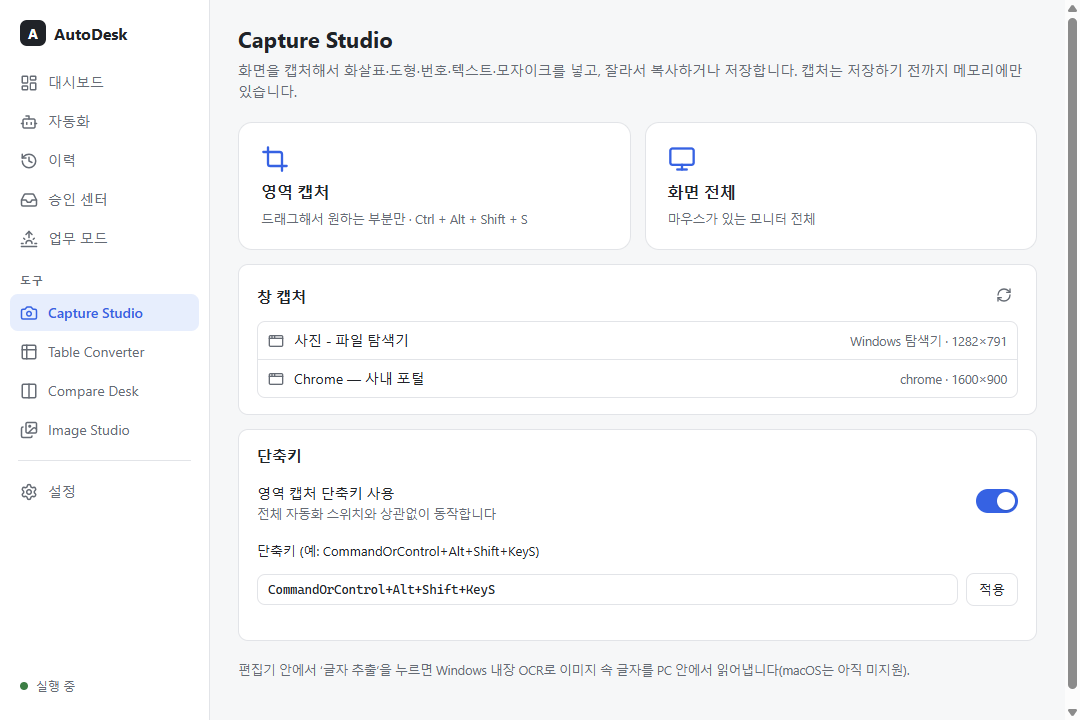 A AutoDesk
대시보드
자동화
이력
승인 센터
업무 모드
도구
Capture Studio
Table Converter
Compare Desk
Image Studio
설정
실행 중
Capture Studio
화면을 캡처해서 화살표·도형·번호·텍스트·모자이크를 넣고, 잘라서 복사하거나 저장합니다. 캡처는 저장하기 전까지 메모리에만
있습니다.
영역 캡처
드래그해서 원하는 부분만 · Ctrl + Alt + Shift + S
화면 전체
마우스가 있는 모니터 전체
창 캡처
사진 - 파일 탐색기 Windows 탐색기 · 1282×791
Chrome — 사내 포털 chrome · 1600×900
단축키
영역 캡처 단축키 사용
전체 자동화 스위치와 상관없이 동작합니다
단축키 (예: CommandOrControl+Alt+Shift+KeyS)
CommandOrControl+Alt+Shift+KeyS 적용
편집기 안에서 '글자 추출'을 누르면 Windows 내장 OCR로 이미지 속 글자를 PC 안에서 읽어냅니다(macOS는 아직 미지원).